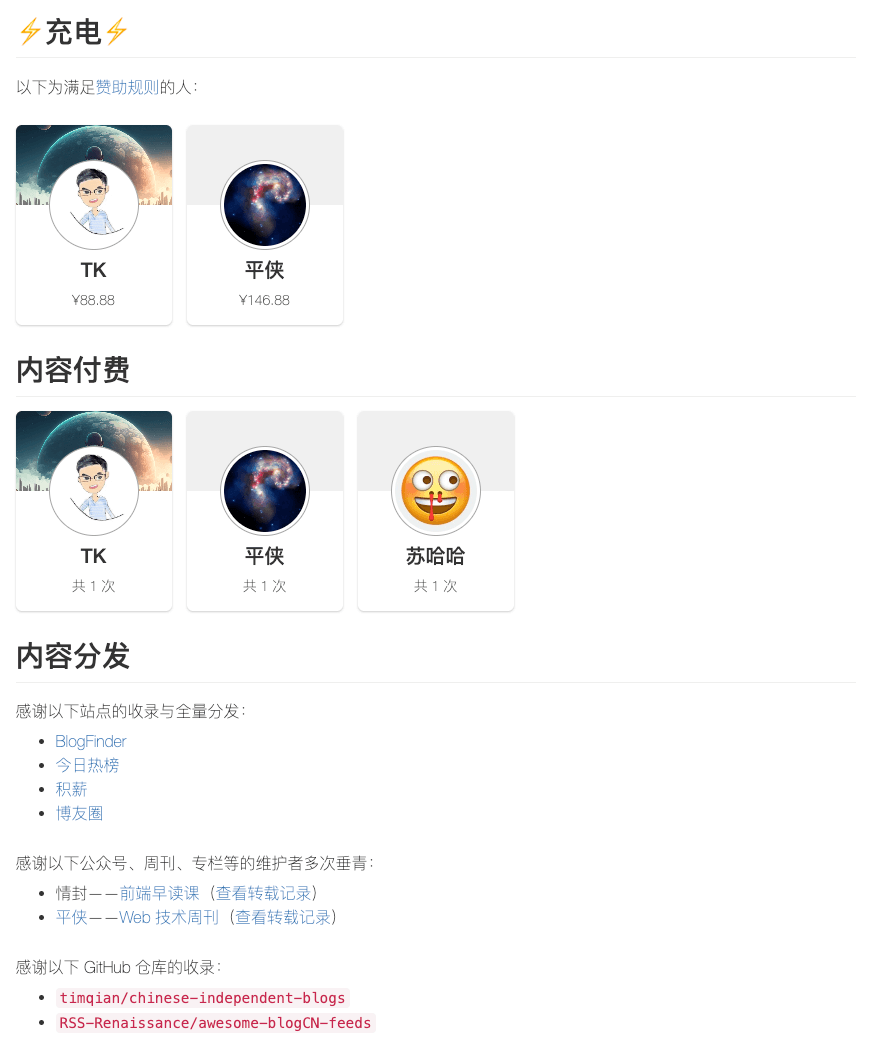 ⚡充电⚡
以下为满足赞助规则的人：
TK
平侠
¥88.88
¥146.88
内容付费
TK
平侠
苏哈哈
共 1 次
共 1 次
共 1 次
内容分发
感谢以下站点的收录与全量分发：
BlogFinder
今日热榜
积薪
博友圈
感谢以下公众号、周刊、专栏等的维护者多次垂青：
情封——前端早读课（查看转载记录）
平侠——Web 技术周刊（查看转载记录）
感谢以下 GitHub 仓库的收录：
timqian/chinese-independent-blogs
RSS-Renaissance/awesome-blogCN-feeds